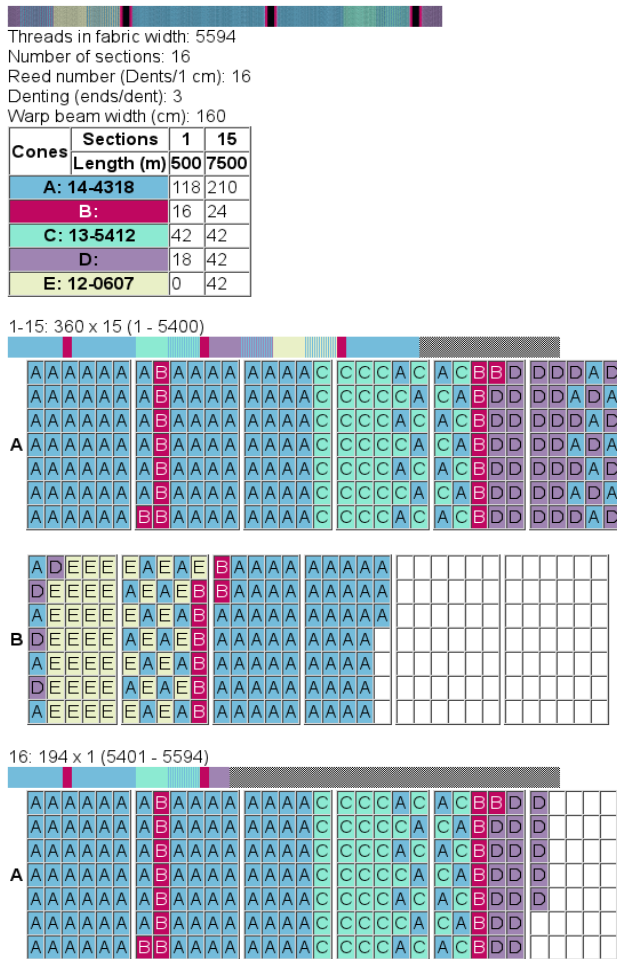 Threads in fabric width: 5594
Number of sections: 16
Reed number (Dents/1 cm): 16
Denting (ends/dent): 3
Warp beam width (cm): 160
Cones Sections 1 15
Length (m) 500 7500
A: 14-4318 118 210
B: 16 24
C: 13-5412 42 42
D: 18 42
E: 12-0607 0 42
1-15: 360 x 15 (1 - 5400)
A A A A A A A B A A A A A A A A C C C C A C A C B B D D D D A D
A A A A A A A B A A A A A A A A C C C C C A C A B D D D D A D A
A A A A A A A B A A A A A A A A C C C C A C A C B D D D D D A D
A
A A A A A A A B A A A A A A A A C C C C C A C A B D D D D A D A
A A A A A A A B A A A A A A A A C C C C A C A C B D D D D D A D
A A A A A A A B A A A A A A A A C C C C C A C A B D D D D A D A
A A A A A A B B A A A A A A A A C C C C A C A C B D D D D D A D
A D E E E E A E A E B A A A A A A A A A
D E E E E A E A E B B A A A A A A A A A
A E E E E E A E A B A A A A A A A A A A
B
D E E E E A E A E B A A A A A A A A A
A E E E E E A E A B A A A A A A A A A
D E E E E A E A E B A A A A A A A A A
A E E E E E A E A B A A A A A A A A A
16: 194 x 1 (5401 - 5594)
A A A A A A A B A A A A A A A A C C C C A C A C B B D D
A A A A A A A B A A A A A A A A C C C C C A C A B D D D
A A A A A A A B A A A A A A A A C C C C A C A C B D D D
A
A A A A A A A B A A A A A A A A C C C C C A C A B D D D
A A A A A A A B A A A A A A A A C C C C A C A C B D D D
A A A A A A A B A A A A A A A A C C C C C A C A B D D
A A A A A A B B A A A A A A A A C C C C A C A C B D D